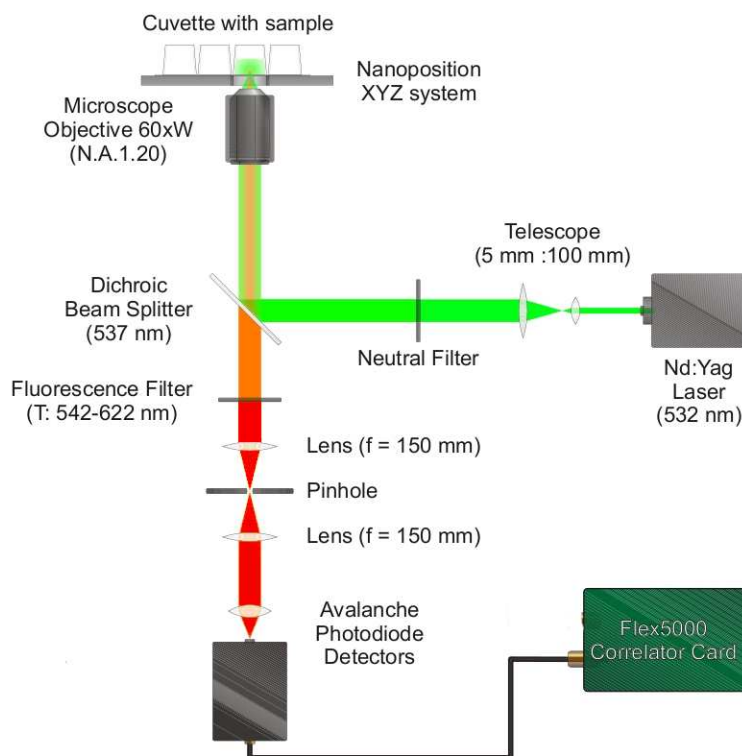 Cuvette with sample
Nanoposition
XYZ system
Microscope
Objective 60xW
(N.A.1.20)
Telescope
(5 mm :100 mm)
Dichroic
Beam Splitter
(537 nm)
Neutral Filter
Nd:Yag
Laser
(532 nm)
Fluorescence Filter
(T: 542-622 nm)
Lens (f = 150 mm)
Pinhole
Lens (f = 150 mm)
Avalanche
Photodiode
Detectors
Flex5000
Correlator Card